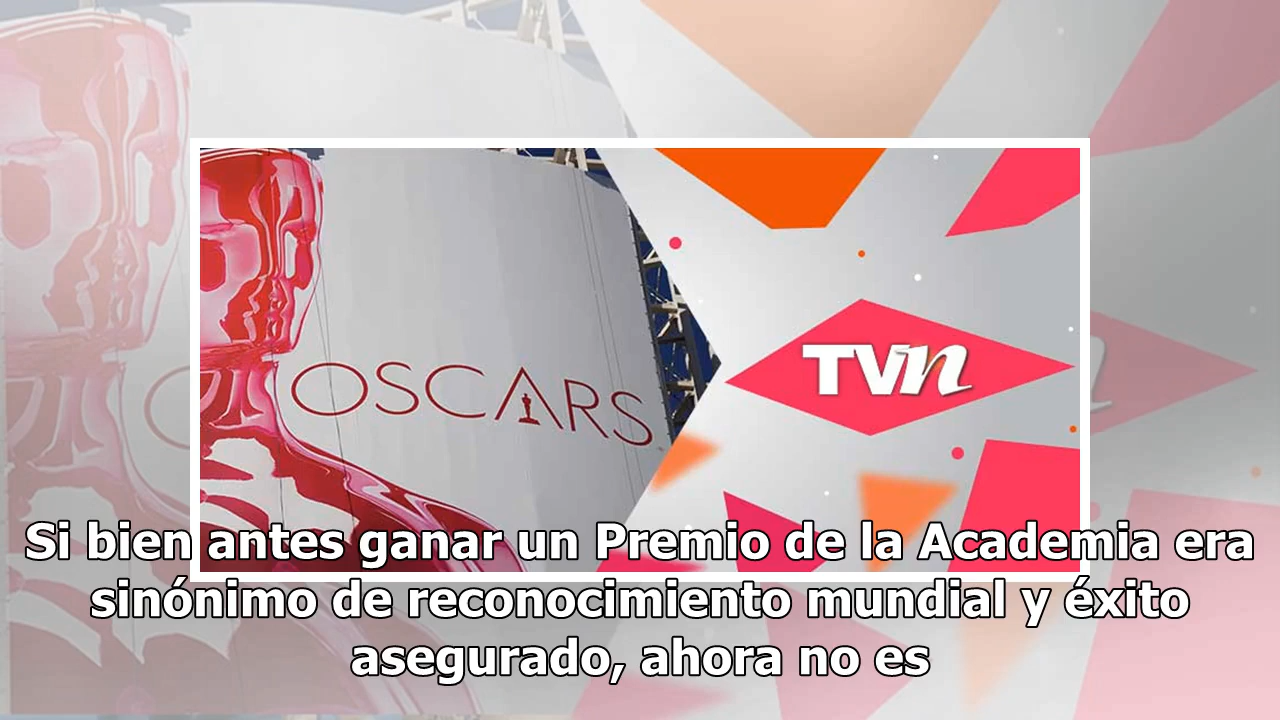 OSCARS
TVn
Si bien antes ganar un Premio de la Academia era
sinónimo de reconocimiento mundial y éxito
asegurado, ahora no es